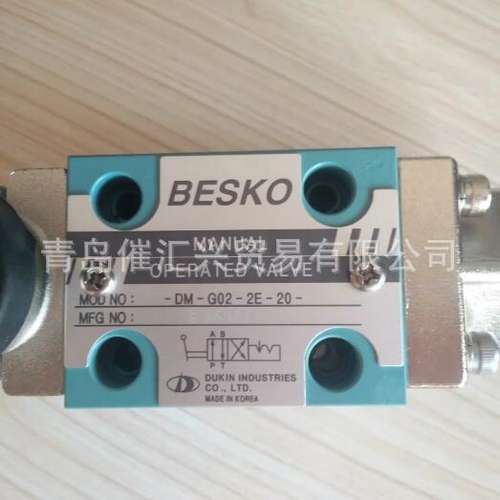 BESKO
MANUAL
OPERATED VALVE
青岛催汇兴贸易有限公司
MOD NO : - DM - G02 - 2E - 20 -
MFG NO :
A B
P T
D
DUKIN INDUSTRIES
CO., LTD.
MADE IN KOREA